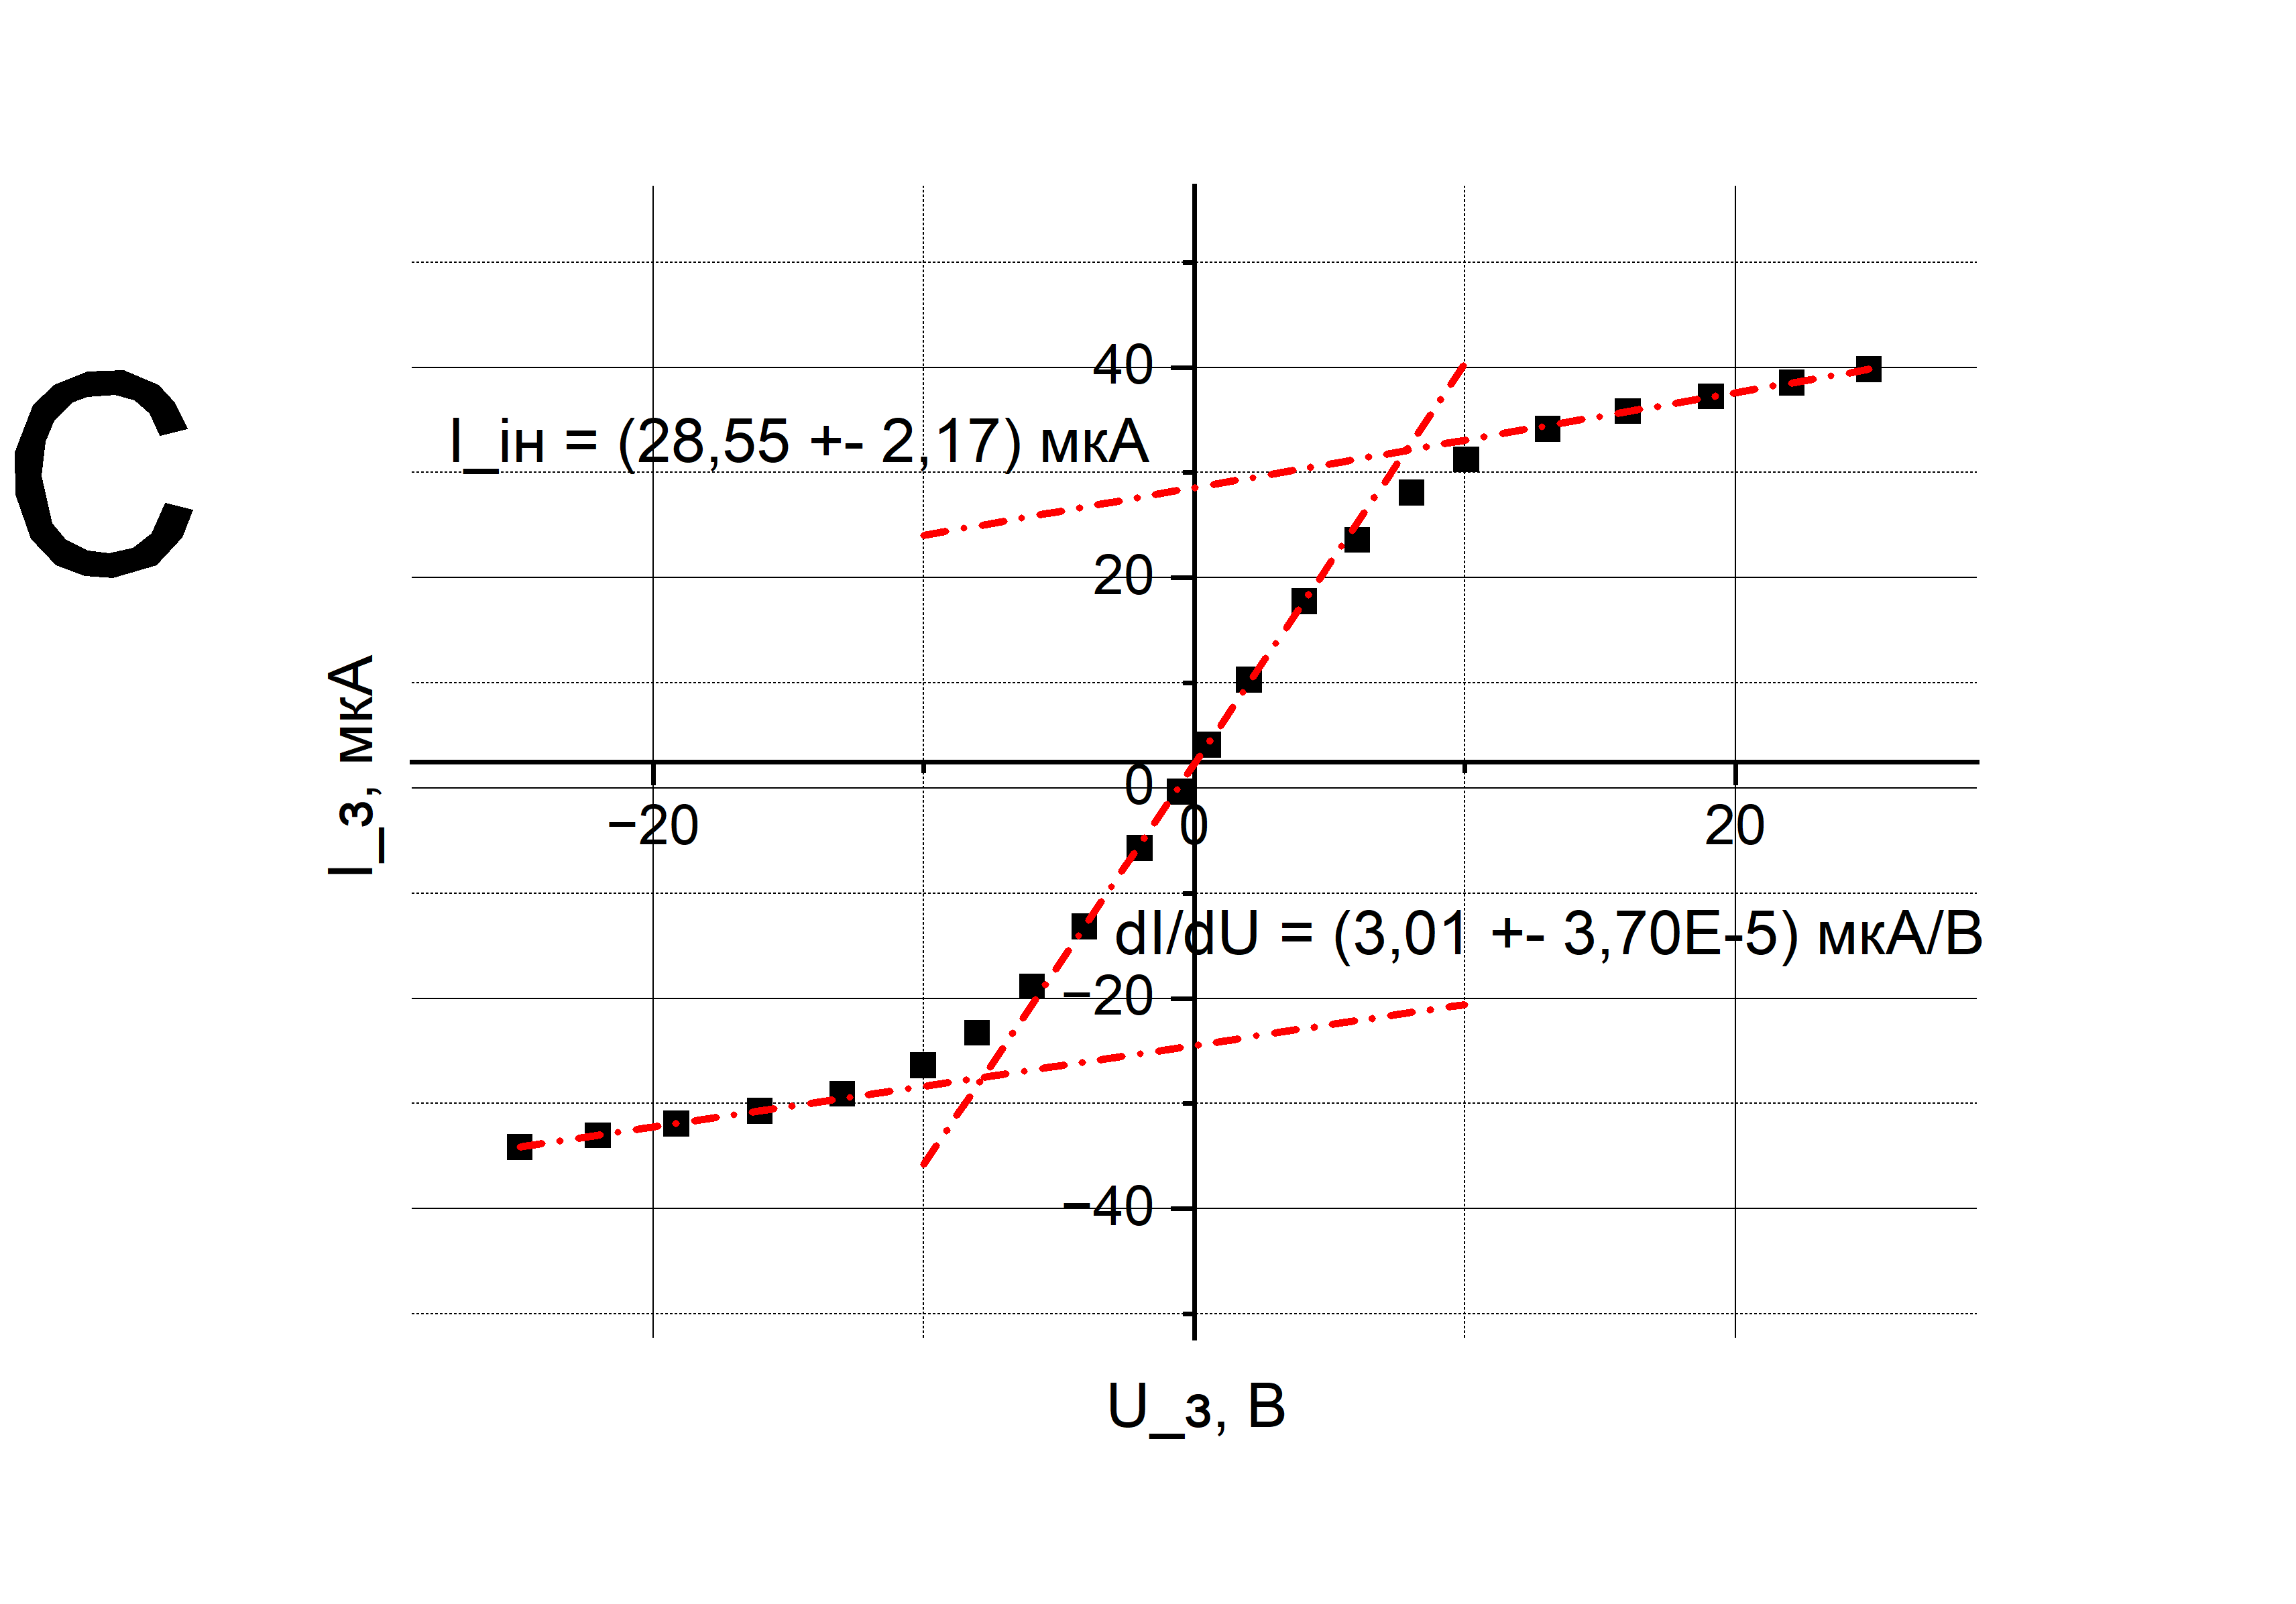 40
C
I_ін = (28,55 +- 2,17) мкА
20
I_з, мкА
0
−20
0
20
dI/dU = (3,01 +- 3,70E-5) мкА/В
−20
−40
U_з, В